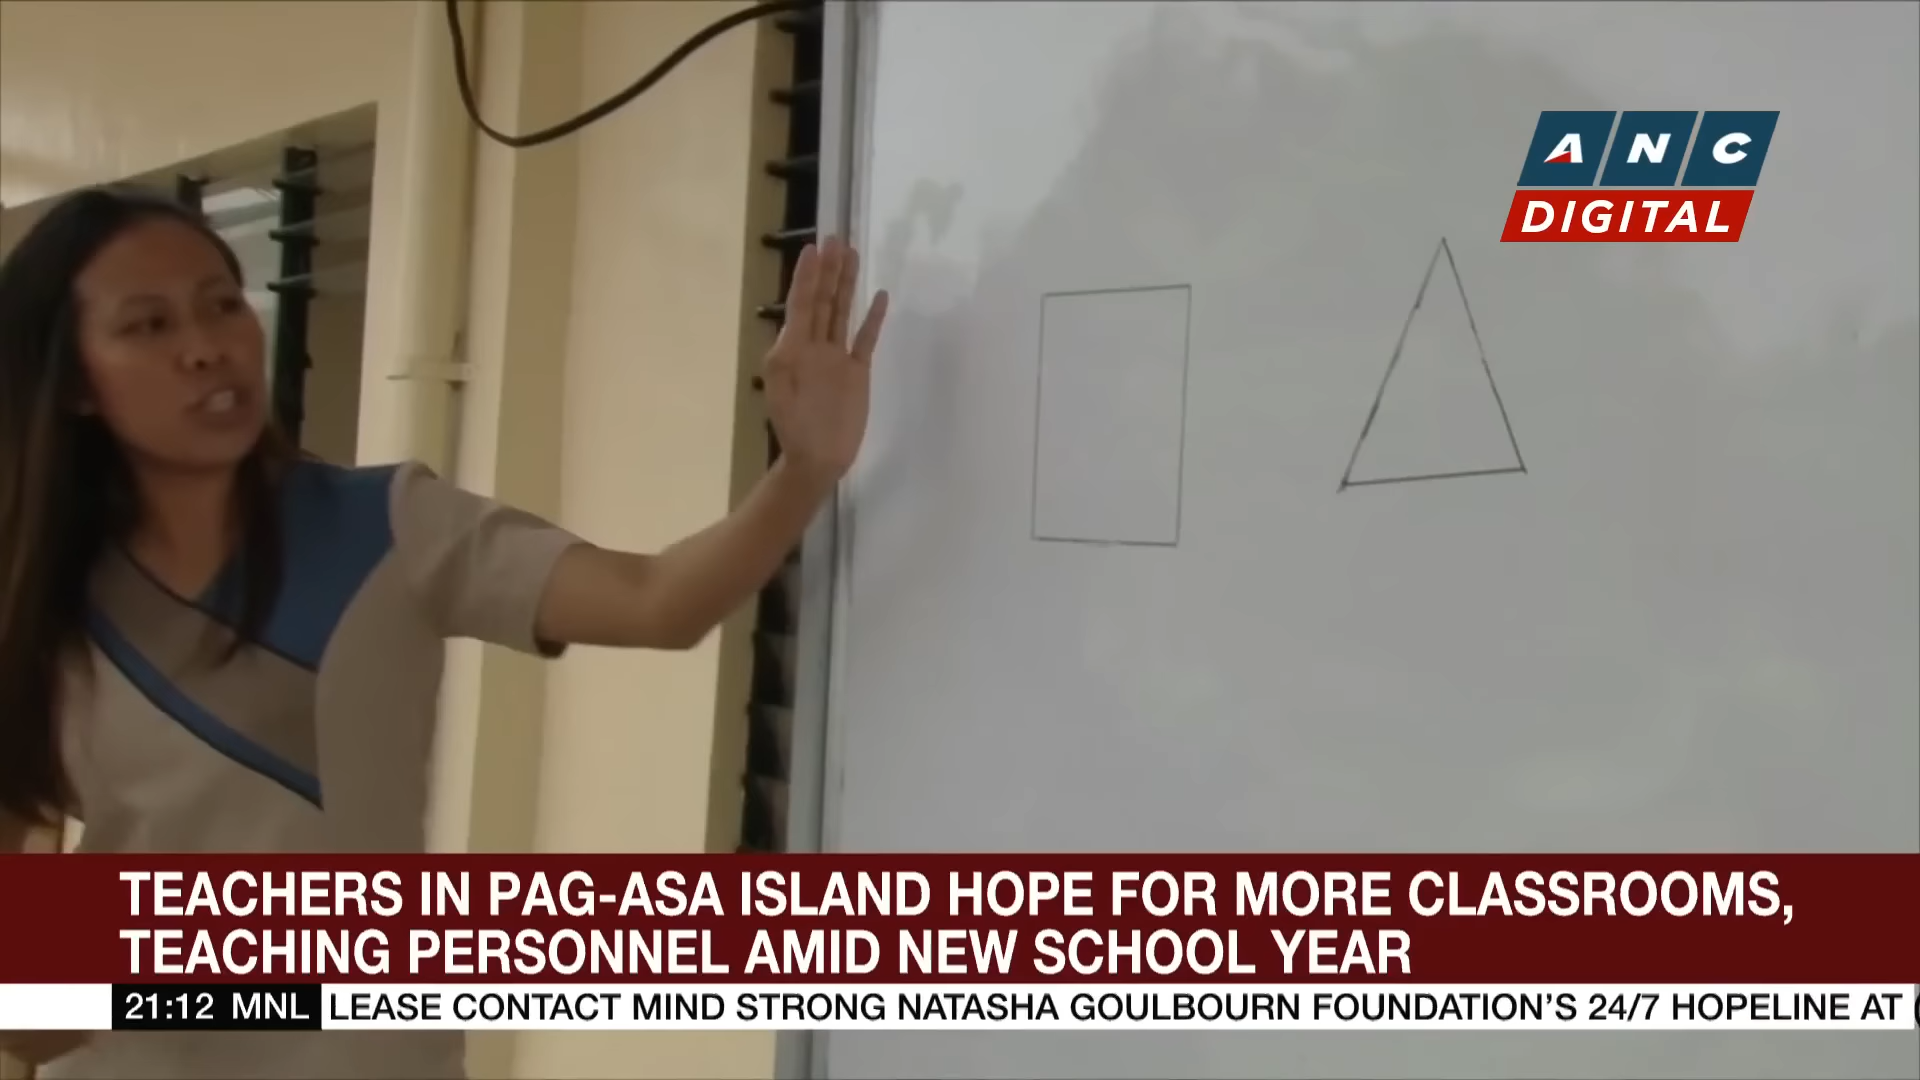 ANC
DIGITAL
TEACHERS IN PAG-ASA ISLAND HOPE FOR MORE CLASSROOMS,
TEACHING PERSONNEL AMID NEW SCHOOL YEAR
21:12 MNL LEASE CONTACT MIND STRONG NATASHA GOULBOURN FOUNDATION'S 24/7 HOPELINE AT (